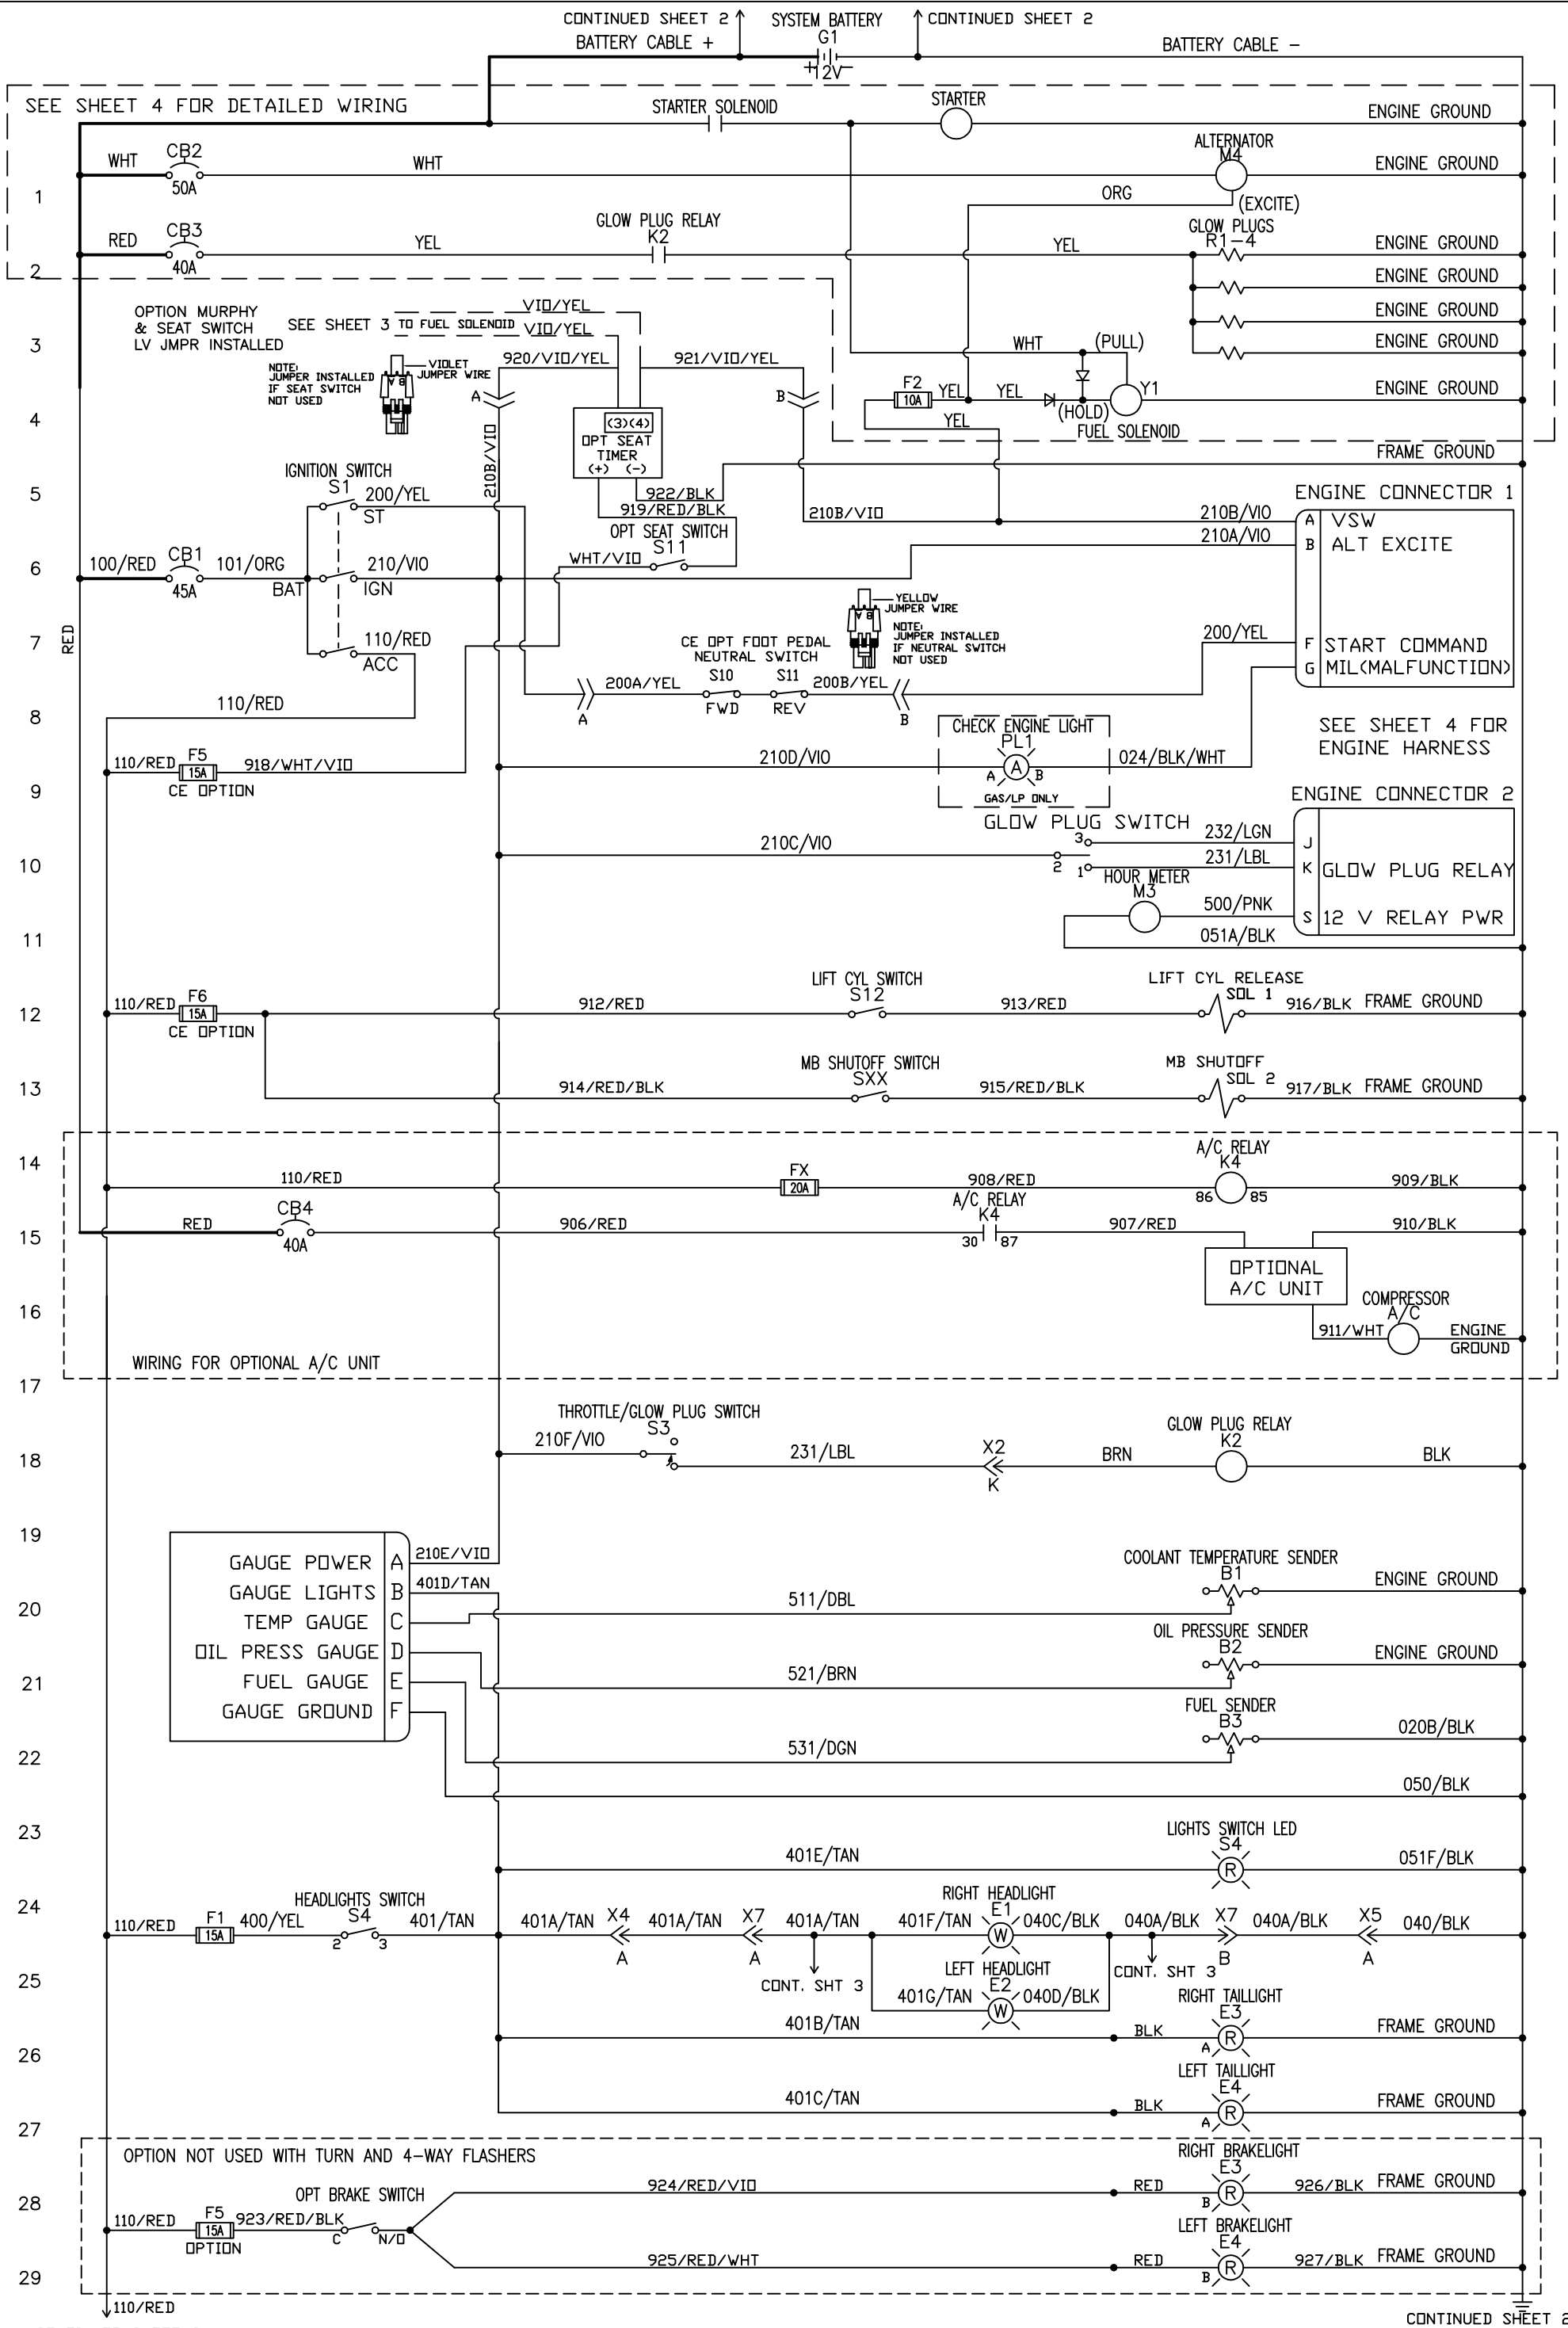 CONTINUED SHEET 2
SYSTEM BATTERY
CONTINUED SHEET 2
BATTERY CABLE +
G1
BATTERY CABLE -
+12V-
SEE SHEET 4 FOR DETAILED WIRING
STARTER SOLENOID
STARTER
ENGINE GROUND
WHT
CB2
50A
WHT
ALTERNATOR
M4
ENGINE GROUND
1
ORG
(EXCITE)
RED
CB3
40A
YEL
GLOW PLUG RELAY
K2
YEL
GLOW PLUGS
R1-4
ENGINE GROUND
2
ENGINE GROUND
ENGINE GROUND
ENGINE GROUND
OPTION MURPHY
& SEAT SWITCH
LV JMPR INSTALLED
SEE SHEET 3
TO FUEL SOLENOID
VIO/YEL
VIO/YEL
3
NOTE:
JUMPER INSTALLED
IF SEAT SWITCH
NOT USED
B A
VIOLET
JUMPER WIRE
920/VIO/YEL
921/VIO/YEL
WHT
(PULL)
A
B
F2
10A
YEL
YEL
Y1
ENGINE GROUND
4
(3)(4)
OPT SEAT
TIMER
(+) (-)
YEL
(HOLD)
FUEL SOLENOID
210B/VIO
FRAME GROUND
IGNITION SWITCH
S1
200/YEL
ST
5
922/BLK
919/RED/BLK
210B/VIO
210B/VIO
ENGINE CONNECTOR 1
A VSW
OPT SEAT SWITCH
S11
WHT/VIO
210A/VIO
B ALT EXCITE
6
100/RED
CB1
45A
101/ORG
BAT
210/VIO
IGN
B A
YELLOW
JUMPER WIRE
NOTE:
JUMPER INSTALLED
IF NEUTRAL SWITCH
NOT USED
7
RED
110/RED
ACC
CE OPT FOOT PEDAL
NEUTRAL SWITCH
200/YEL
F START COMMAND
G MIL(MALFUNCTION)
200A/YEL
S10
FWD
S11
REV
200B/YEL
A
B
8
110/RED
CHECK ENGINE LIGHT
PL1
SEE SHEET 4 FOR
ENGINE HARNESS
110/RED
F5
15A
CE OPTION
918/WHT/VIO
210D/VIO
A A B
GAS/LP ONLY
024/BLK/WHT
9
ENGINE CONNECTOR 2
GLOW PLUG SWITCH
210C/VIO
3
2
1
232/LGN
J
10
231/LBL
K GLOW PLUG RELAY
HOUR METER
M3
500/PNK
S 12 V RELAY PWR
11
051A/BLK
LIFT CYL SWITCH
S12
LIFT CYL RELEASE
SOL 1
12
110/RED
F6
15A
CE OPTION
912/RED
913/RED
916/BLK
FRAME GROUND
MB SHUTOFF SWITCH
SXX
MB SHUTOFF
SOL 2
13
914/RED/BLK
915/RED/BLK
917/BLK
FRAME GROUND
14
110/RED
FX
20A
908/RED
A/C RELAY
K4
86 85
909/BLK
15
RED
CB4
40A
906/RED
A/C RELAY
K4
30 87
907/RED
910/BLK
OPTIONAL
A/C UNIT
16
COMPRESSOR
A/C
911/WHT
ENGINE
GROUND
WIRING FOR OPTIONAL A/C UNIT
17
THROTTLE/GLOW PLUG SWITCH
S3
GLOW PLUG RELAY
K2
18
210F/VIO
231/LBL
X2
K
BRN
BLK
19
GAUGE POWER A
210E/VIO
GAUGE LIGHTS B
401D/TAN
COOLANT TEMPERATURE SENDER
B1
ENGINE GROUND
20
TEMP GAUGE C
511/DBL
OIL PRESS GAUGE D
OIL PRESSURE SENDER
B2
ENGINE GROUND
21
FUEL GAUGE E
521/BRN
GAUGE GROUND F
FUEL SENDER
B3
020B/BLK
22
531/DGN
050/BLK
23
LIGHTS SWITCH LED
S4
401E/TAN
R
051F/BLK
24
110/RED
F1
15A
400/YEL
HEADLIGHTS SWITCH
S4
2 3
401/TAN
401A/TAN
X4
A
401A/TAN
X7
A
401A/TAN
RIGHT HEADLIGHT
401F/TAN
E1
W
040C/BLK
040A/BLK
X7
B
040A/BLK
X5
A
040/BLK
25
CONT. SHT 3
LEFT HEADLIGHT
401G/TAN
E2
W
040D/BLK
CONT. SHT 3
RIGHT TAILLIGHT
E3
26
401B/TAN
BLK
A R
FRAME GROUND
LEFT TAILLIGHT
E4
27
401C/TAN
BLK
A R
FRAME GROUND
OPTION NOT USED WITH TURN AND 4-WAY FLASHERS
RIGHT BRAKELIGHT
E3
28
924/RED/VIO
RED
B R
926/BLK
FRAME GROUND
110/RED
F5
15A
OPTION
923/RED/BLK
OPT BRAKE SWITCH
C N/O
LEFT BRAKELIGHT
E4
29
925/RED/WHT
RED
B R
927/BLK
FRAME GROUND
110/RED
CONTINUED SHEET 2